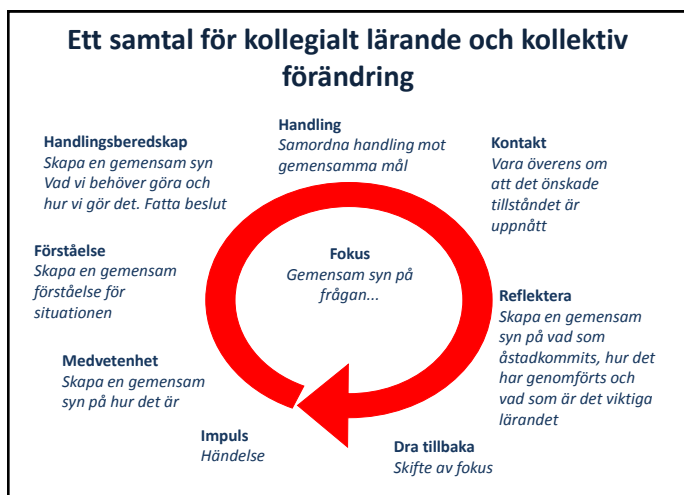 Ett samtal för kollegialt lärande och kollektiv
förändring
Handling
Samordna handling mot
gemensamma mål
Handlingsberedskap
Skapa en gemensam syn
Vad vi behöver göra och
hur vi gör det. Fatta beslut
Kontakt
Vara överens om
att det önskade
tillståndet är
uppnått
Förståelse
Skapa en gemensam
förståelse för
situationen
Fokus
Gemensam syn på
frågan...
Reflektera
Skapa en gemensam
syn på vad som
åstadkommits, hur det
har genomförts och
vad som är det viktiga
lärandet
Medvetenhet
Skapa en gemensam
syn på hur det är
Impuls
Händelse
Dra tillbaka
Skifte av fokus